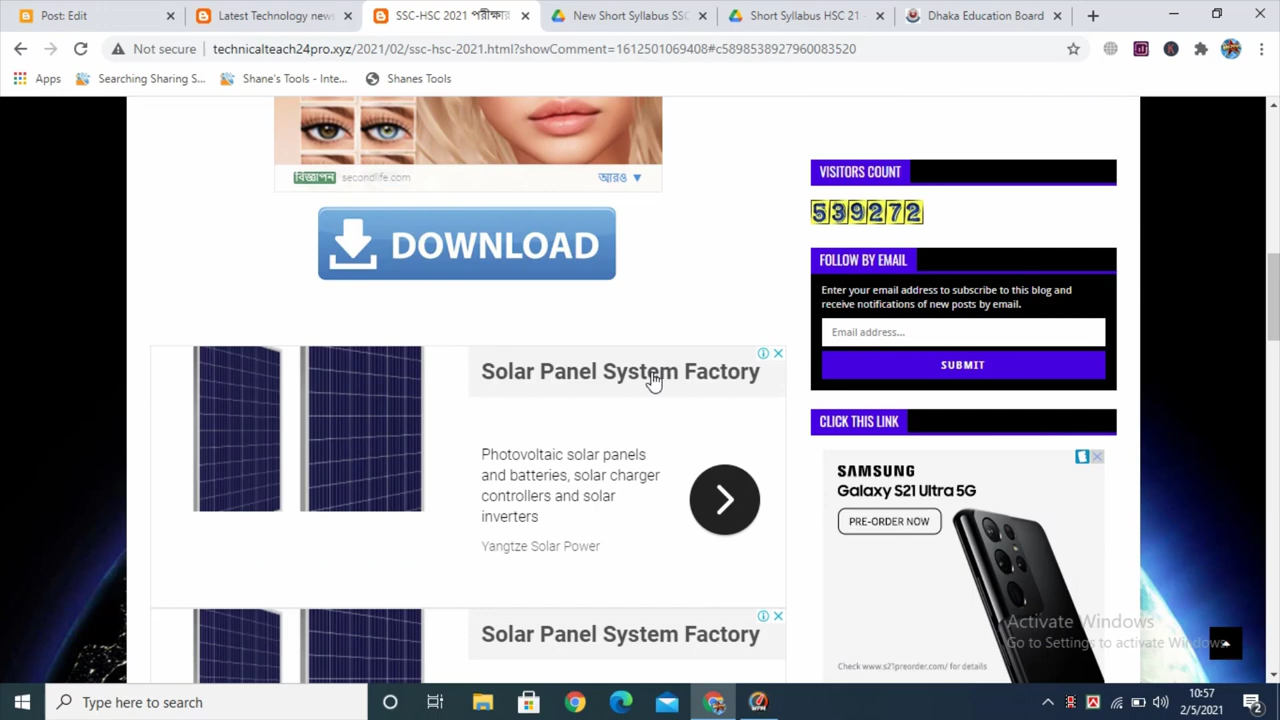 Post: Edit
Latest Technology news
SSC-HSC 2021 পরীক্ষার
New Short Syllabus SSC
Short Syllabus HSC 21 -
Dhaka Education Board
Not secure
technicalteach24pro.xyz/2021/02/ssc-hsc-2021.html?showComment=1612501069408#c5898538927960083520
Apps
Searching Sharing S...
Shane's Tools - Inte...
Shanes Tools
বিজ্ঞাপন secondlife.com
আরও
DOWNLOAD
VISITORS COUNT
539272
FOLLOW BY EMAIL
Enter your email address to subscribe to this blog and
receive notifications of new posts by email.
Email address...
SUBMIT
CLICK THIS LINK
Solar Panel System Factory
Photovoltaic solar panels
and batteries, solar charger
controllers and solar
inverters
Yangtze Solar Power
Solar Panel System Factory
SAMSUNG
Galaxy S21 Ultra 5G
PRE-ORDER NOW
Check www.s21preorder.com/ for details
Activate Windows
Go to Settings to activate Windows.
Type here to search
10:57
2/5/2021
2